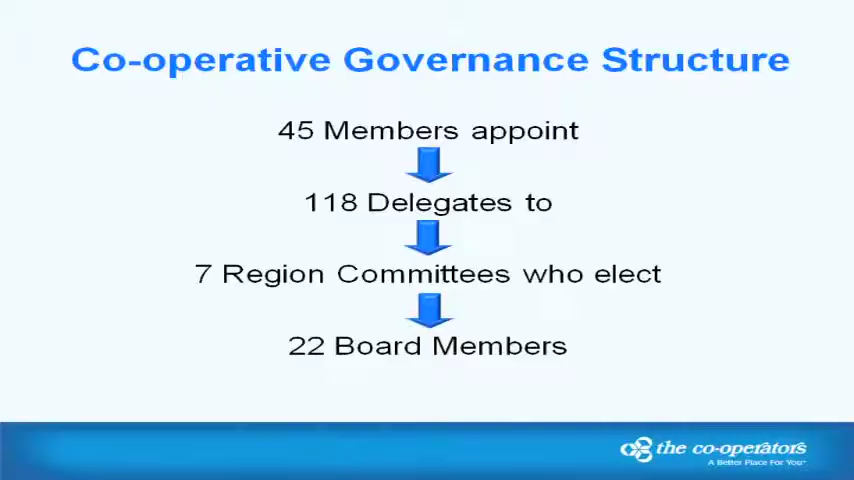 Co-operative Governance Structure
45 Members appoint
118 Delegates to
7 Region Committees who elect
22 Board Members
the co-operators
A Better Place For You™